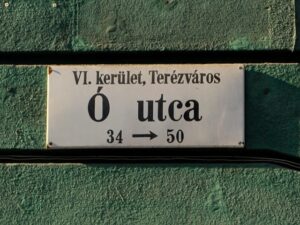 VI. kerület, Terézváros
Ó utca
34 → 50